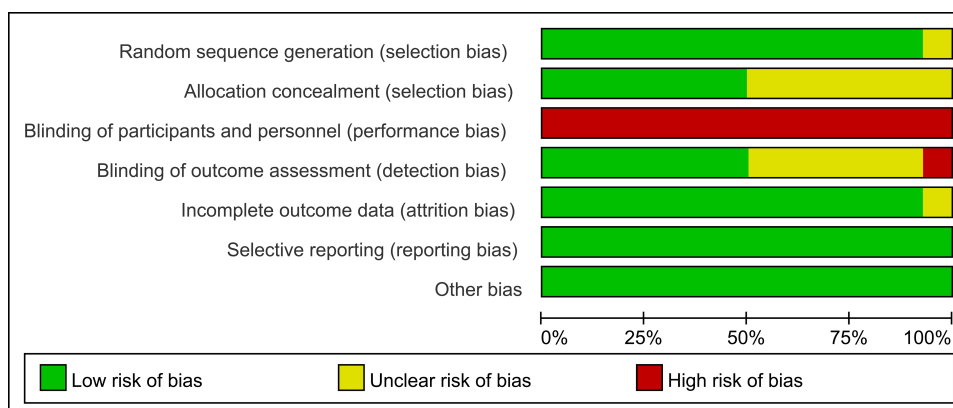 Random sequence generation (selection bias)
Allocation concealment (selection bias)
Blinding of participants and personnel (performance bias)
Blinding of outcome assessment (detection bias)
Incomplete outcome data (attrition bias)
Selective reporting (reporting bias)
Other bias
0% 25% 50% 75% 100%
Low risk of bias Unclear risk of bias High risk of bias